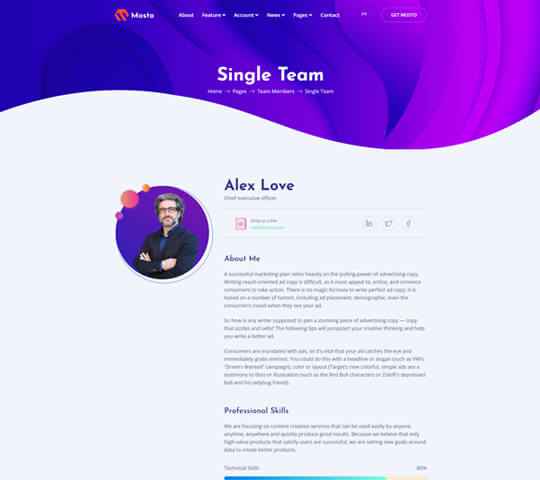 Mosto
About
Feature
Account
News
Pages
Contact
GET MOSTO
Single Team
Home → Pages → Team Members → Single Team
Alex Love
Chief executive officer
About Me
A successful marketing plan relies heavily on the pulling-power of advertising copy.
Writing result-oriented ad copy is difficult, as it must appeal to, entice, and convince
consumers to take action. There is no magic formula to write perfect ad copy; it is
based on a number of factors, including ad placement, demographic, even the
consumer's mood when they see your ad.
So how is any writer supposed to pen a stunning piece of advertising copy — copy
that sizzles and sells? The following tips will jumpstart your creative thinking and help
you write a better ad.
Consumers are inundated with ads, so it's vital that your ad catches the eye and
immediately grabs interest. You could do this with a headline or slogan (such as VW's
"Drivers Wanted" campaign), color or layout (Target's new colorful, simple ads are a
testimony to this) or illustration (such as the Red Bull characters or Zoloft's depressed
ball and his ladybug friend).
Professional Skills
We are focusing on content creation services that can be used easily by anyone,
anytime, anywhere and quickly produce good results. Because we believe that only
high-value products that satisfy users are successful, we are setting new goals around
data to create better products.
Technical Skills
80%